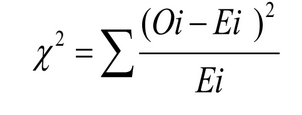 χ² = ∑ (Oi − Ei )² / Ei